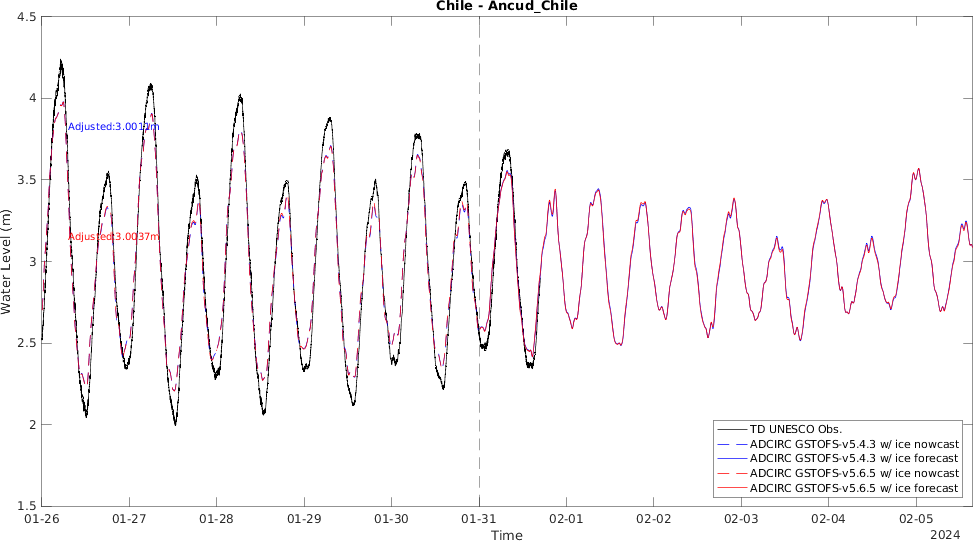 Chile - Ancud_Chile
4.5
4
3.5
3
2.5
2
1.5
Water Level (m)
Adjusted:3.0011m
Adjusted:3.0037m
TD UNESCO Obs.
ADCIRC GSTOFS-v5.4.3 w/ ice nowcast
ADCIRC GSTOFS-v5.4.3 w/ ice forecast
ADCIRC GSTOFS-v5.6.5 w/ ice nowcast
ADCIRC GSTOFS-v5.6.5 w/ ice forecast
01-26 01-27 01-28 01-29 01-30 01-31 02-01 02-02 02-03 02-04 02-05
Time
2024